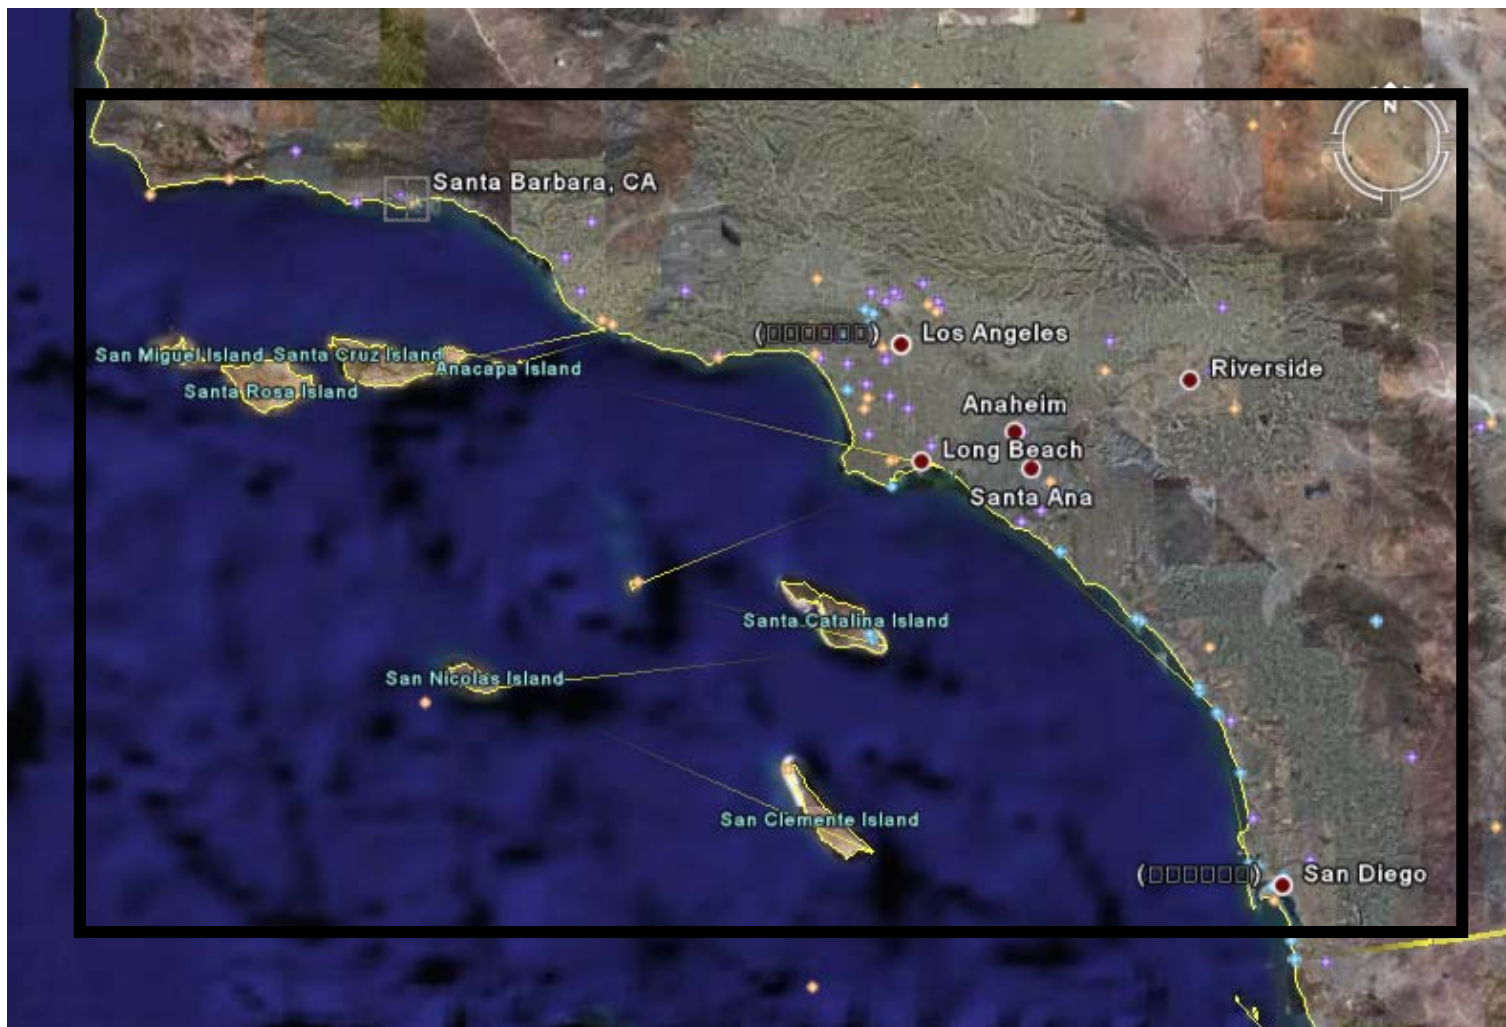 N
Santa Barbara, CA
(□□□□□□) Los Angeles
San Miguel Island Santa Cruz Island
Anacapa Island
Riverside
Santa Rosa Island
Anaheim
Long Beach
Santa Ana
Santa Catalina Island
San Nicolas Island
San Clemente Island
(□□□□□□) San Diego